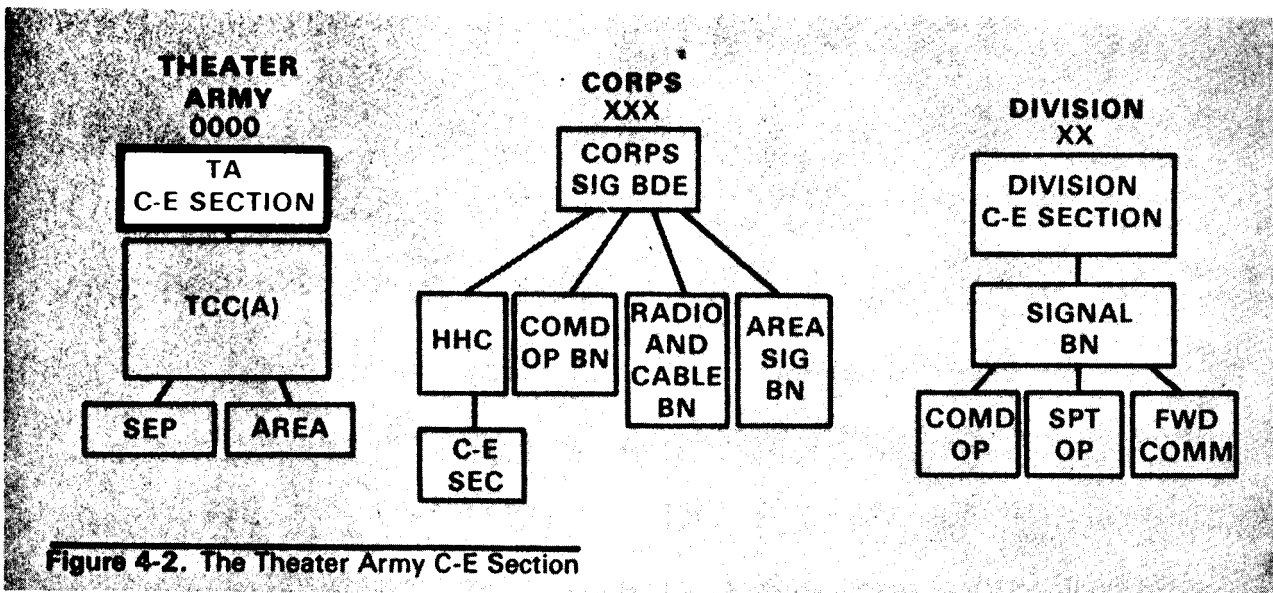 THEATER
ARMY
0000
TA
C-E SECTION
TCC(A)
SEP
AREA
CORPS
XXX
CORPS
SIG BDE
HHC
COMD
OP BN
RADIO
AND
CABLE
BN
AREA
SIG
BN
C-E
SEC
DIVISION
XX
DIVISION
C-E SECTION
SIGNAL
BN
COMD
OP
SPT
OP
FWD
COMM
Figure 4-2. The Theater Army C-E Section